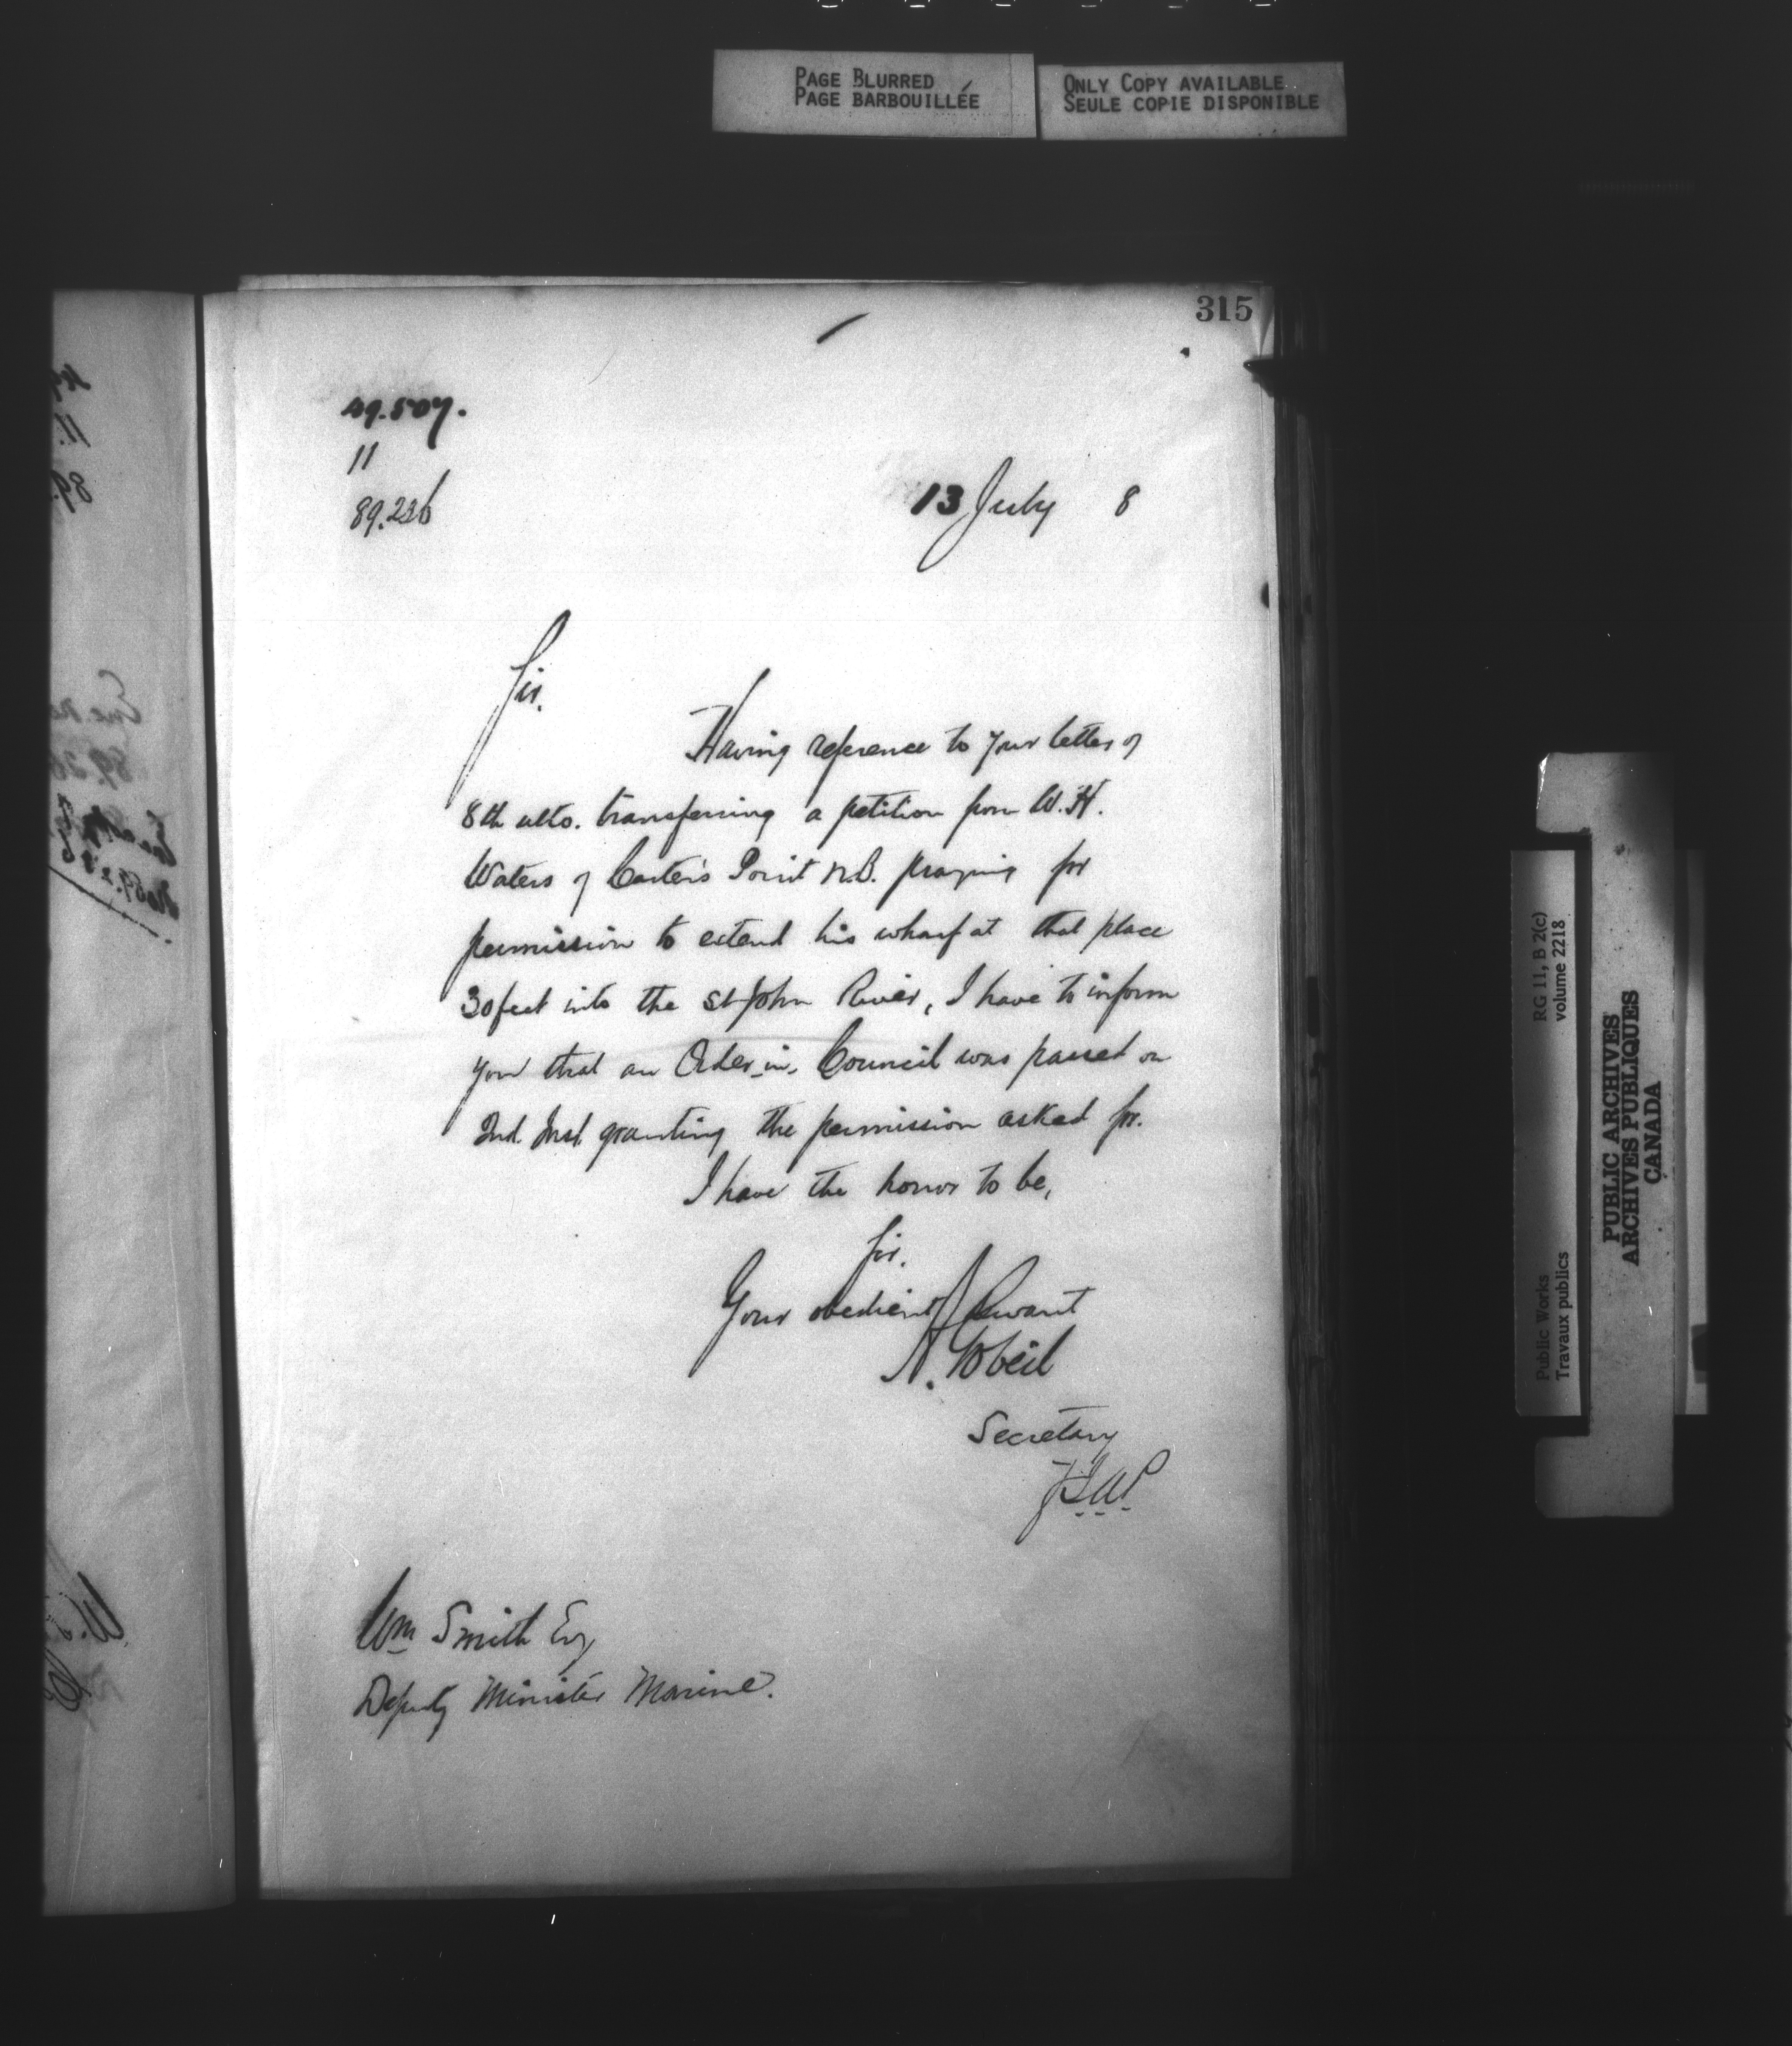 PAGE BLURRED
PAGE BARBOUILLÉE
ONLY COPY AVAILABLE
SEULE COPIE DISPONIBLE
315
49.507.
11
89.226
13 July 8
Sir.
Having reference to your letter of
8th ulto. transferring a petition from W. H.
Waters of Carter's Point N.B. praying for
permission to extend his wharf at that place
30 feet into the St John River, I have to inform
you that an Order-in-Council was passed on
2nd Inst. granting the permission asked for.
I have the honor to be,
Sir.
Your obedient Servant
A. Gobeil
Secretary
Wm Smith Esq
Deputy Minister Marine.
Public Works RG 11, B 2(c)
Travaux publics volume 2218
PUBLIC ARCHIVES
ARCHIVES PUBLIQUES
CANADA